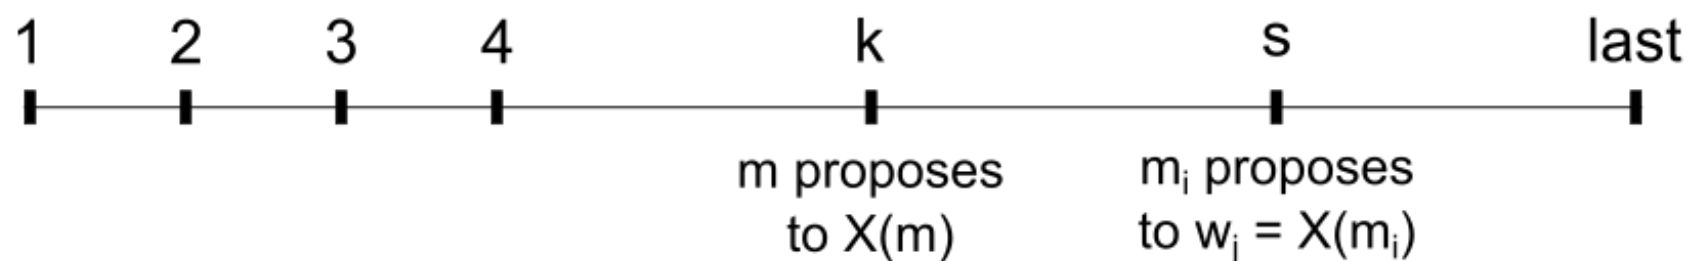 1 2 3 4 k s last
m proposes mᵢ proposes
to X(m) to wⱼ = X(mᵢ)